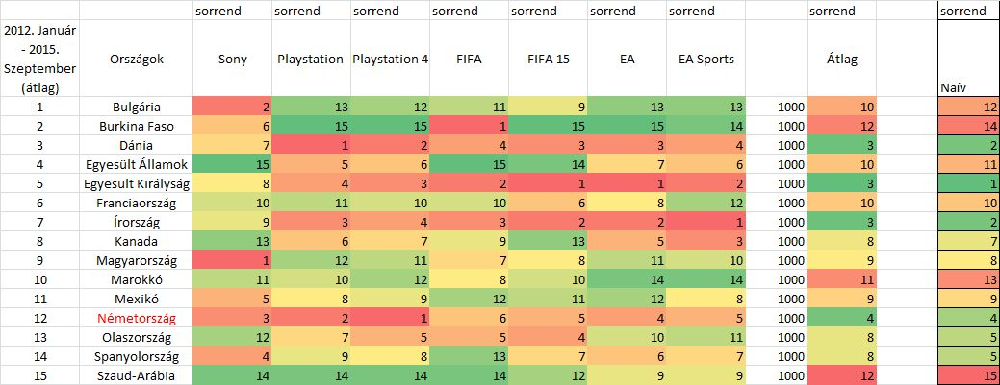 sorrend sorrend sorrend sorrend sorrend sorrend sorrend sorrend sorrend
2012. Január - 2015. Szeptember (átlag) Országok Sony Playstation Playstation 4 FIFA FIFA 15 EA EA Sports Átlag Naív
1 Bulgária 2 13 12 11 9 13 13 1000 10 12
2 Burkina Faso 6 15 15 1 15 15 14 1000 12 14
3 Dánia 7 1 2 4 3 3 4 1000 3 2
4 Egyesült Államok 15 5 6 15 14 7 6 1000 10 11
5 Egyesült Királyság 8 4 3 2 1 1 2 1000 3 1
6 Franciaország 10 11 10 10 6 8 12 1000 10 10
7 Írország 9 3 4 3 2 2 1 1000 3 2
8 Kanada 13 6 7 9 13 5 3 1000 8 7
9 Magyarország 1 12 11 7 8 11 10 1000 9 8
10 Marokkó 11 10 12 8 10 14 14 1000 11 13
11 Mexikó 5 8 9 12 11 12 8 1000 9 9
12 Németország 3 2 1 6 5 4 5 1000 4 4
13 Olaszország 12 7 5 5 4 10 11 1000 8 5
14 Spanyolország 4 9 8 13 7 6 7 1000 8 5
15 Szaud-Arábia 14 14 14 14 12 9 9 1000 12 15